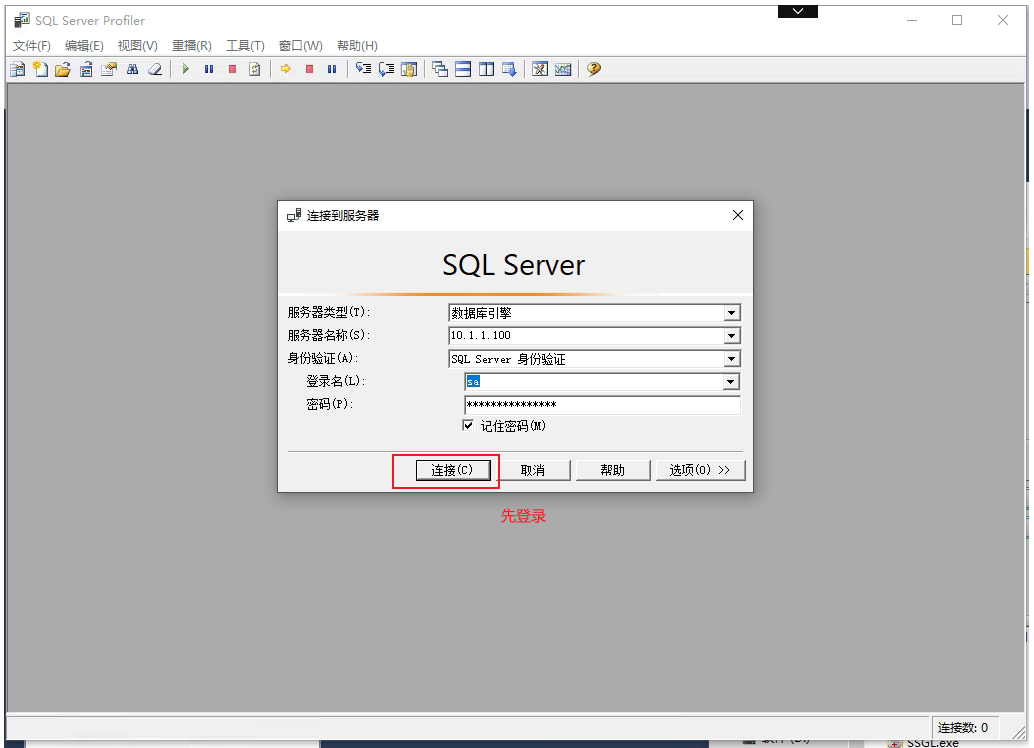 SQL Server Profiler
文件(F) 编辑(E) 视图(V) 重播(R) 工具(T) 窗口(W) 帮助(H)
连接到服务器
SQL Server
服务器类型(T): 数据库引擎
服务器名称(S): 10.1.1.100
身份验证(A): SQL Server 身份验证
登录名(L): sa
密码(P): ***************
记住密码(M)
连接(C) 取消 帮助 选项(O) >>
先登录
连接数: 0
SSGL.exe